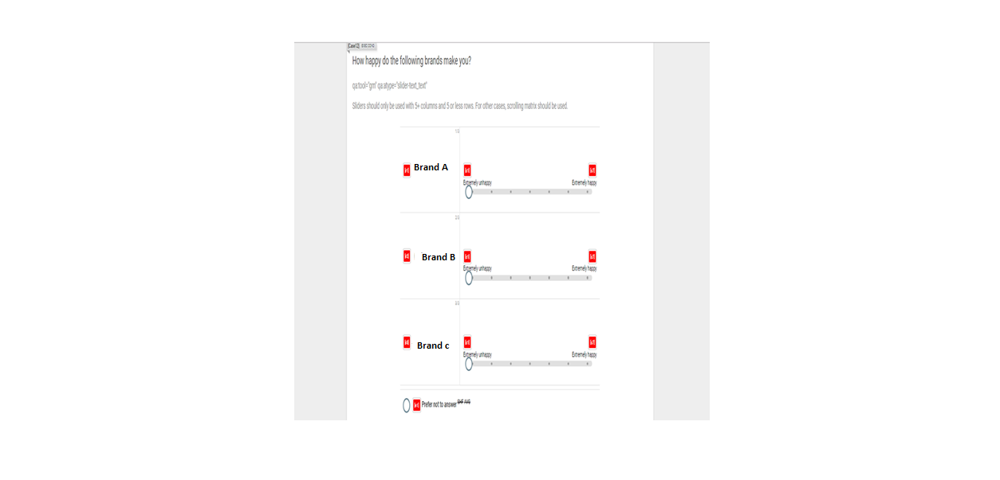 How happy do the following brands make you?
qa:tool="gm" qa:atype="slider-text_text"
Sliders should only be used with 5+ columns and 5 or less rows. For other cases, scrolling matrix should be used.
Brand A
Extremely unhappy Extremely happy
Brand B
Extremely unhappy Extremely happy
Brand c
Extremely unhappy Extremely happy
Prefer not to answer